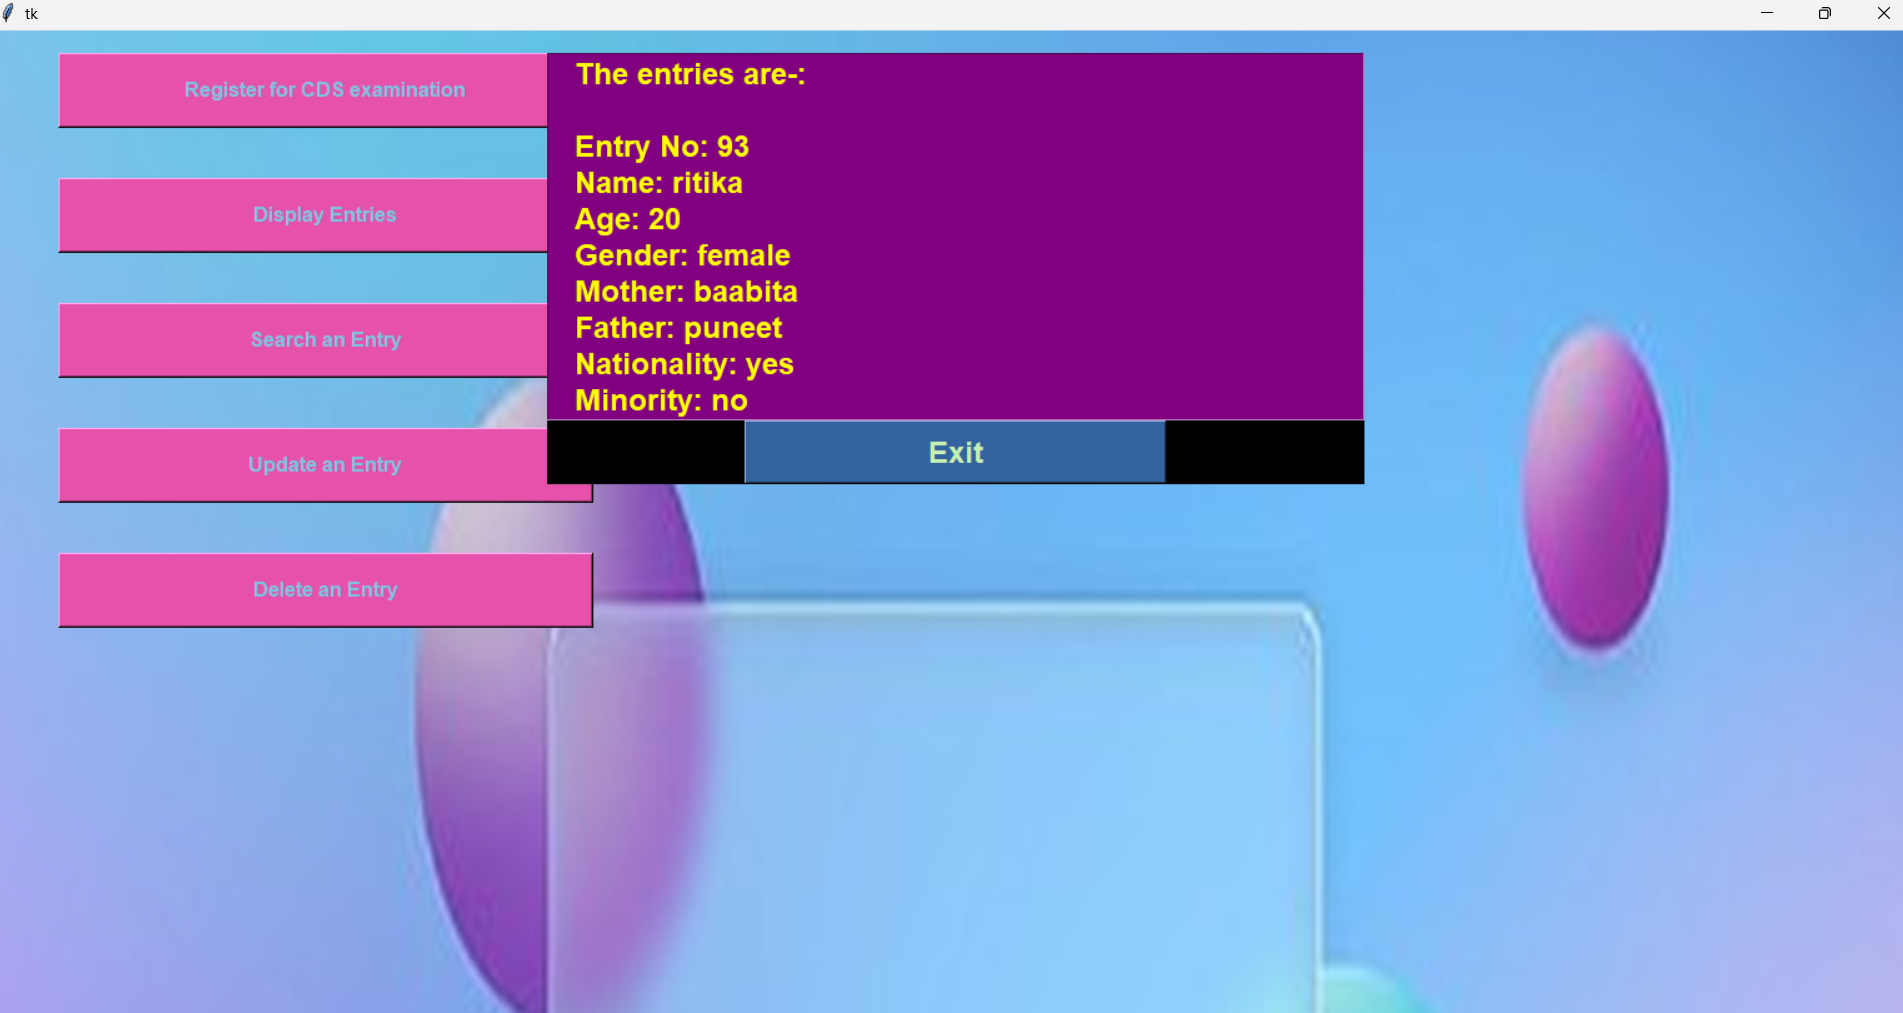 tk
Register for CDS examination
Display Entries
Search an Entry
Update an Entry
Delete an Entry
The entries are-:
Entry No: 93
Name: ritika
Age: 20
Gender: female
Mother: baabita
Father: puneet
Nationality: yes
Minority: no
Exit